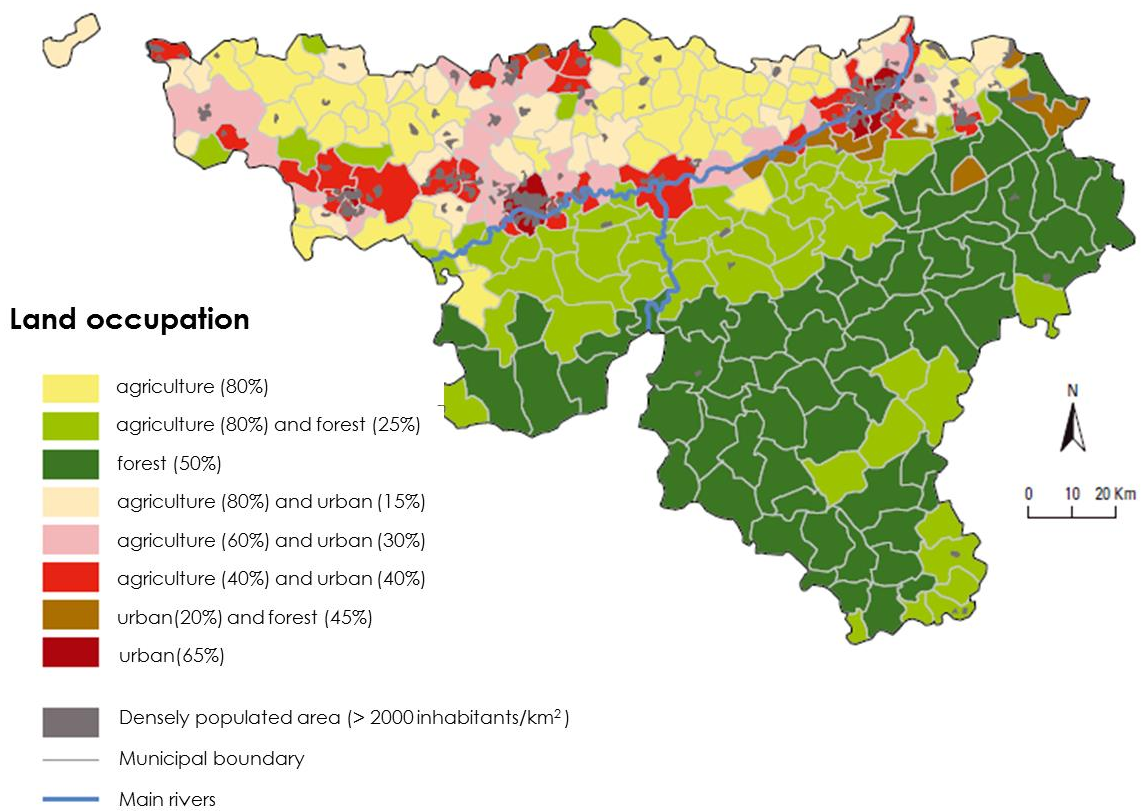 Land occupation
agriculture (80%)
agriculture (80%) and forest (25%)
forest (50%)
agriculture (80%) and urban (15%)
agriculture (60%) and urban (30%)
agriculture (40%) and urban (40%)
urban(20%) and forest (45%)
urban(65%)
Densely populated area (> 2000 inhabitants/km²)
Municipal boundary
Main rivers
N
0 10 20 Km